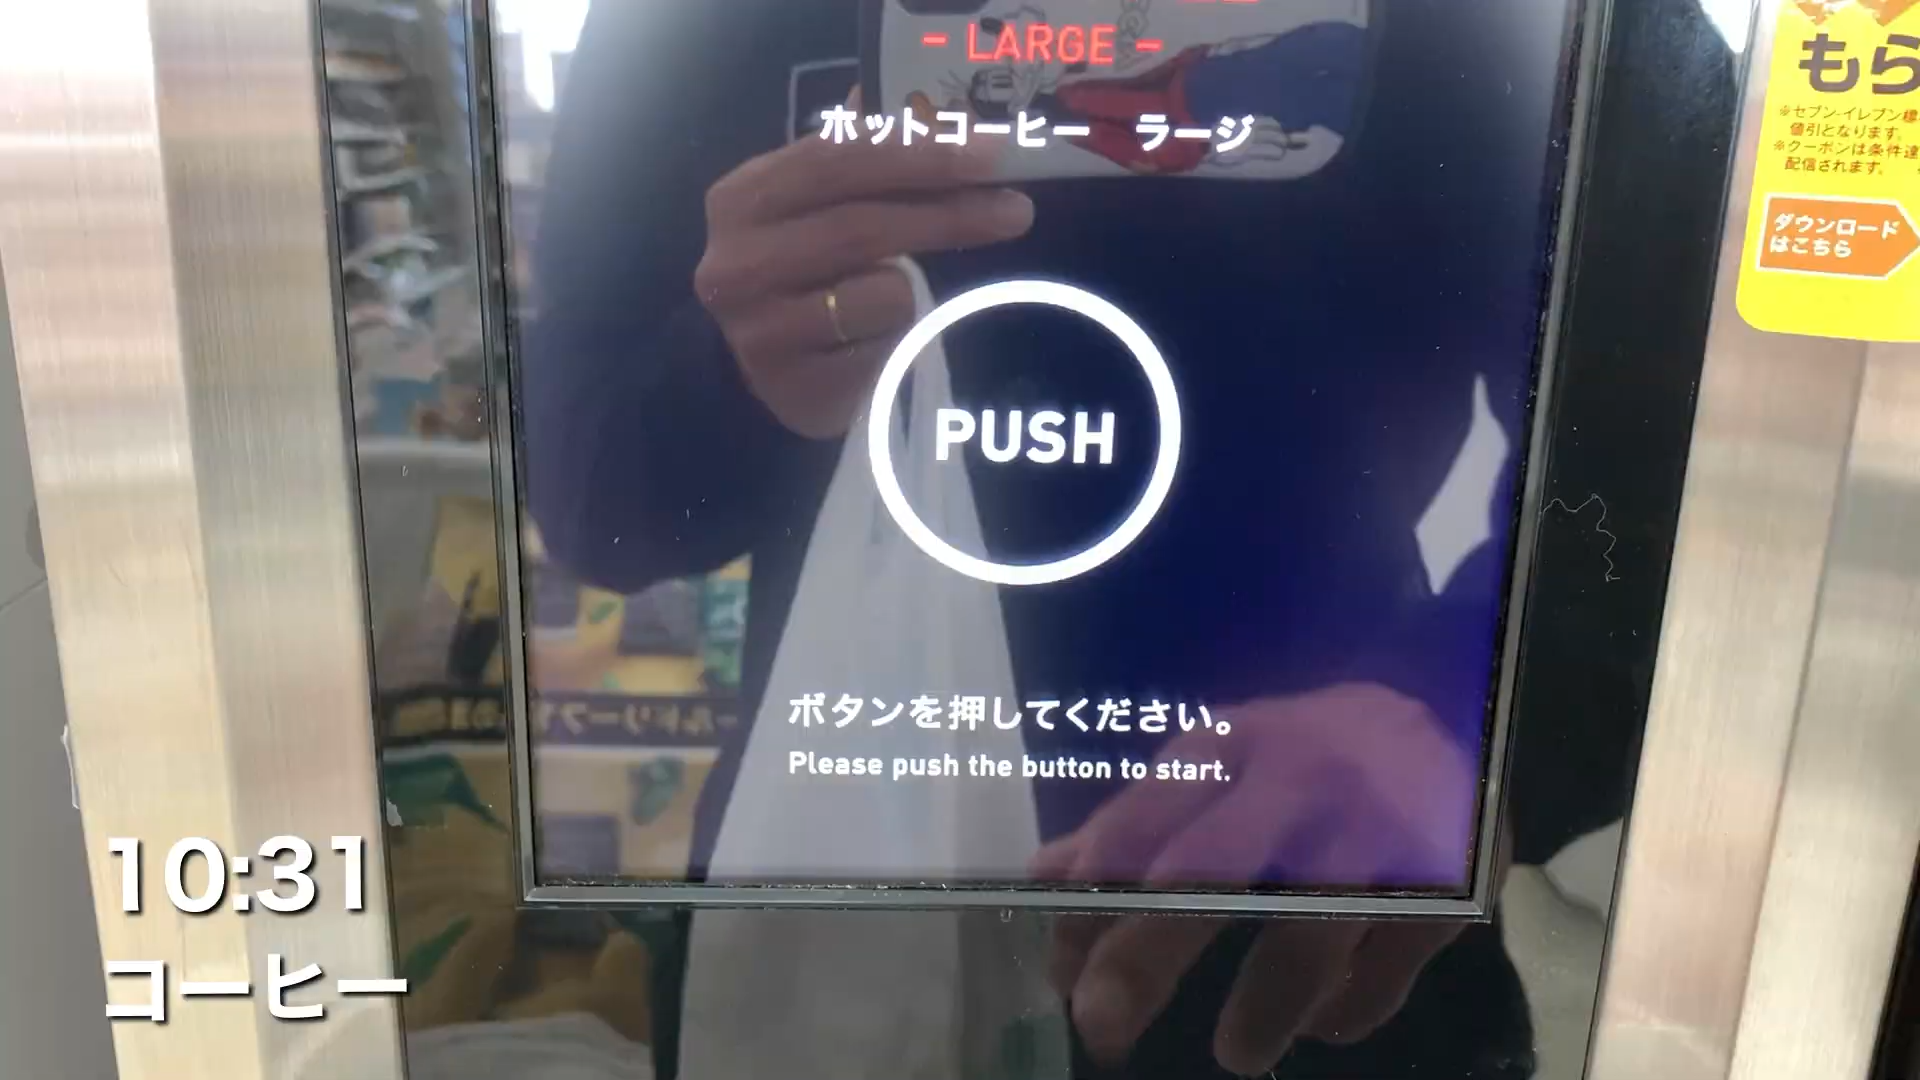 - LARGE -
ホットコーヒー ラージ
PUSH
ボタンを押してください。
Please push the button to start.
もら
※セブン-イレブン標
値引となります。
※クーポンは条件達
配信されます。
ダウンロード
はこちら
10:31
コーヒー